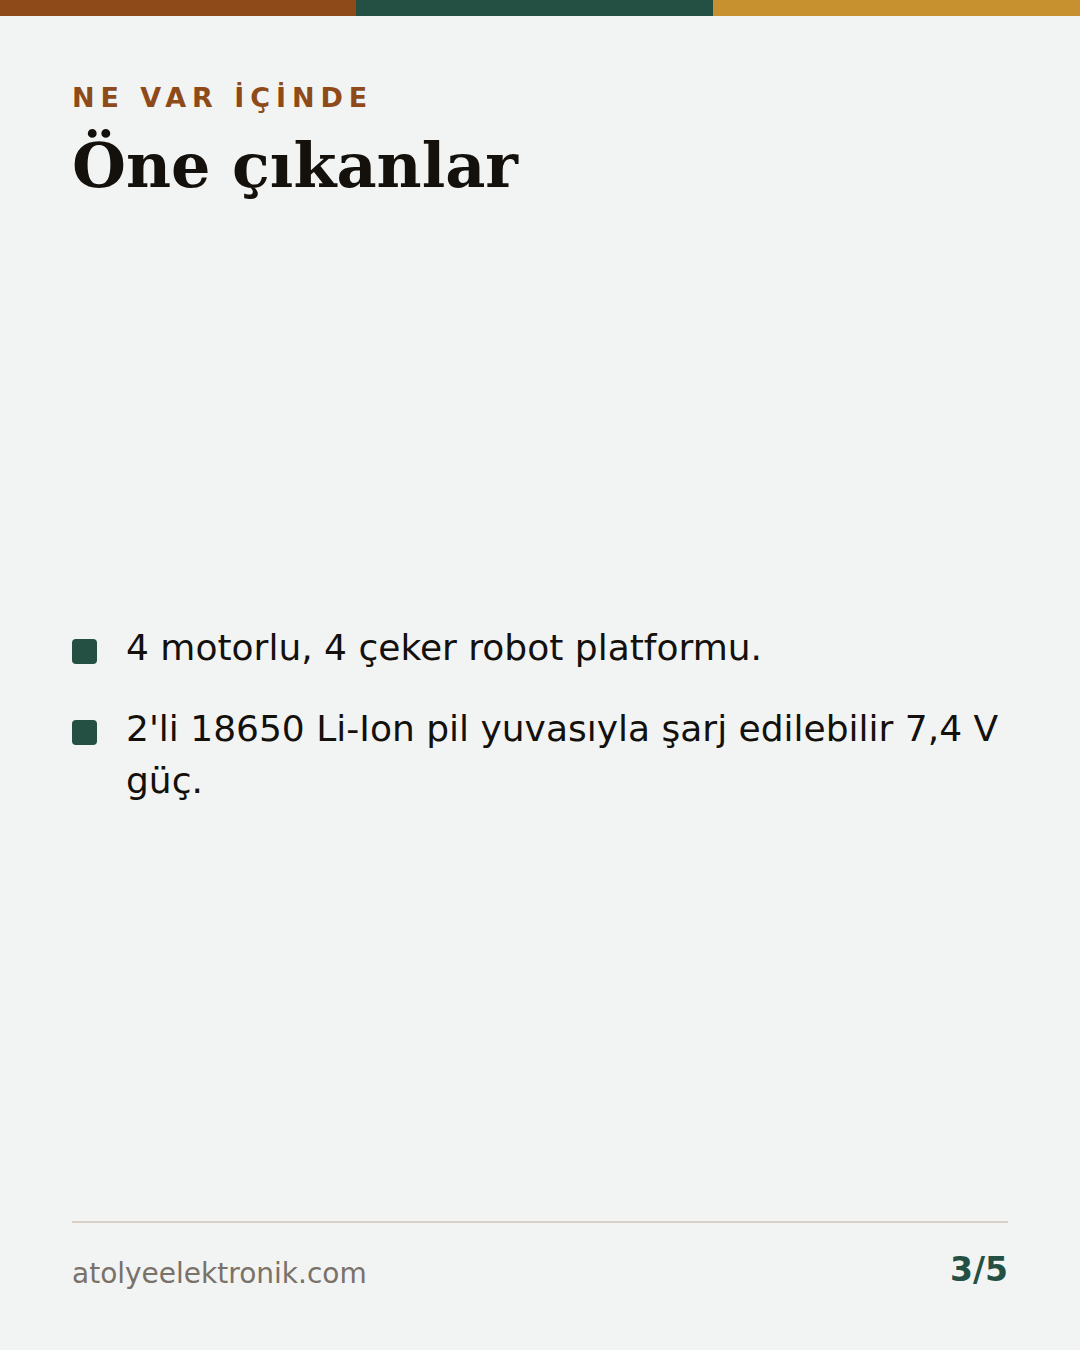 NE VAR İÇİNDE
Öne çıkanlar
4 motorlu, 4 çeker robot platformu.
2'li 18650 Li-Ion pil yuvasıyla şarj edilebilir 7,4 V
güç.
atolyeelektronik.com
3/5